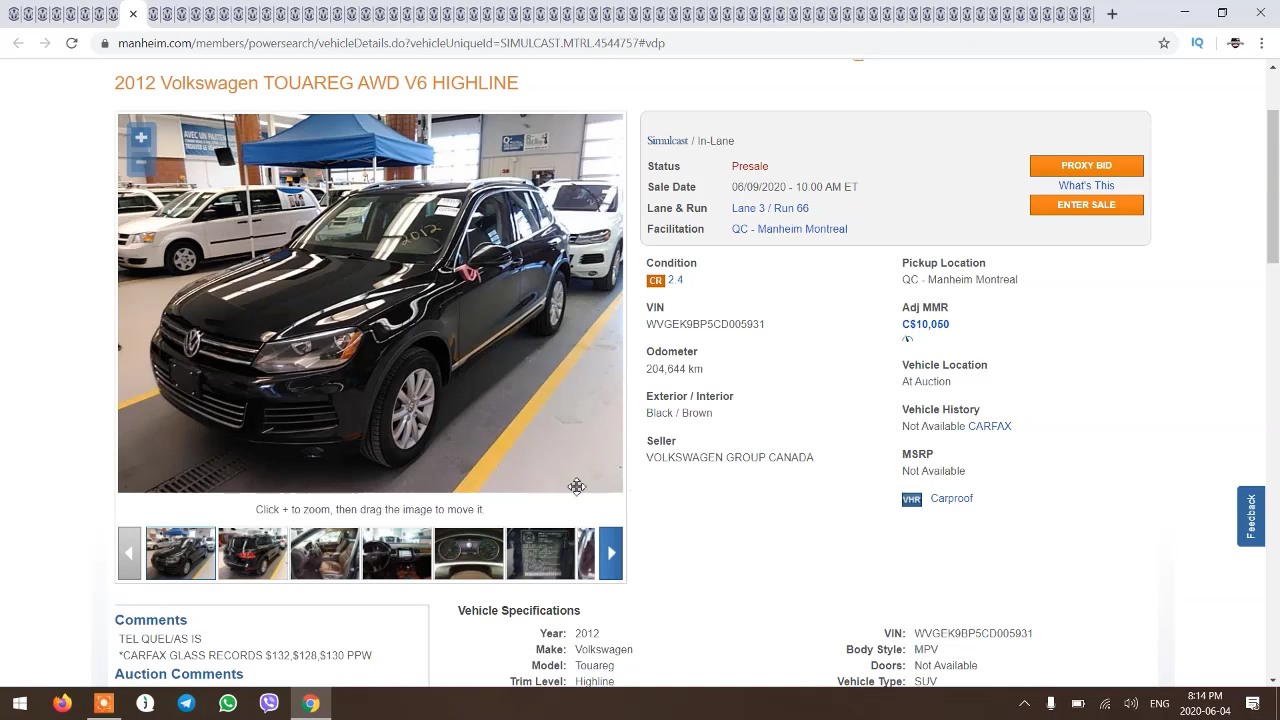 manheim.com/powersearch/vehicleDetails.do?vehicleUniqueId=SIMULCAST.MTRL.4544757#vdp
2012 Volkswagen TOUAREG AWD V6 HIGHLINE
AVEC UN PARTENAIRE
2012
Simulcast / In-Lane
Status Presale
Sale Date 06/09/2020 - 10:00 AM ET
Lane & Run Lane 3 / Run 66
Facilitation QC - Manheim Montreal
PROXY BID
What's This
ENTER SALE
Condition
CR 2.4
VIN
WVGEK9BP5CD005931
Odometer
204,644 km
Exterior / Interior
Black / Brown
Seller
VOLKSWAGEN GROUP CANADA
Pickup Location
QC - Manheim Montreal
Adj MMR
C$10,050
Vehicle Location
At Auction
Vehicle History
Not Available CARFAX
MSRP
Not Available
VHR Carproof
Feedback
Click + to zoom, then drag the image to move it.
Comments
TEL QUEL/AS IS
*CARFAX GLASS RECORDS $132,$128,$130 PPW
Auction Comments
Vehicle Specifications
Year: 2012
Make: Volkswagen
Model: Touareg
Trim Level: Highline
VIN: WVGEK9BP5CD005931
Body Style: MPV
Doors: Not Available
Vehicle Type: SUV
ENG
8:14 PM
2020-06-04